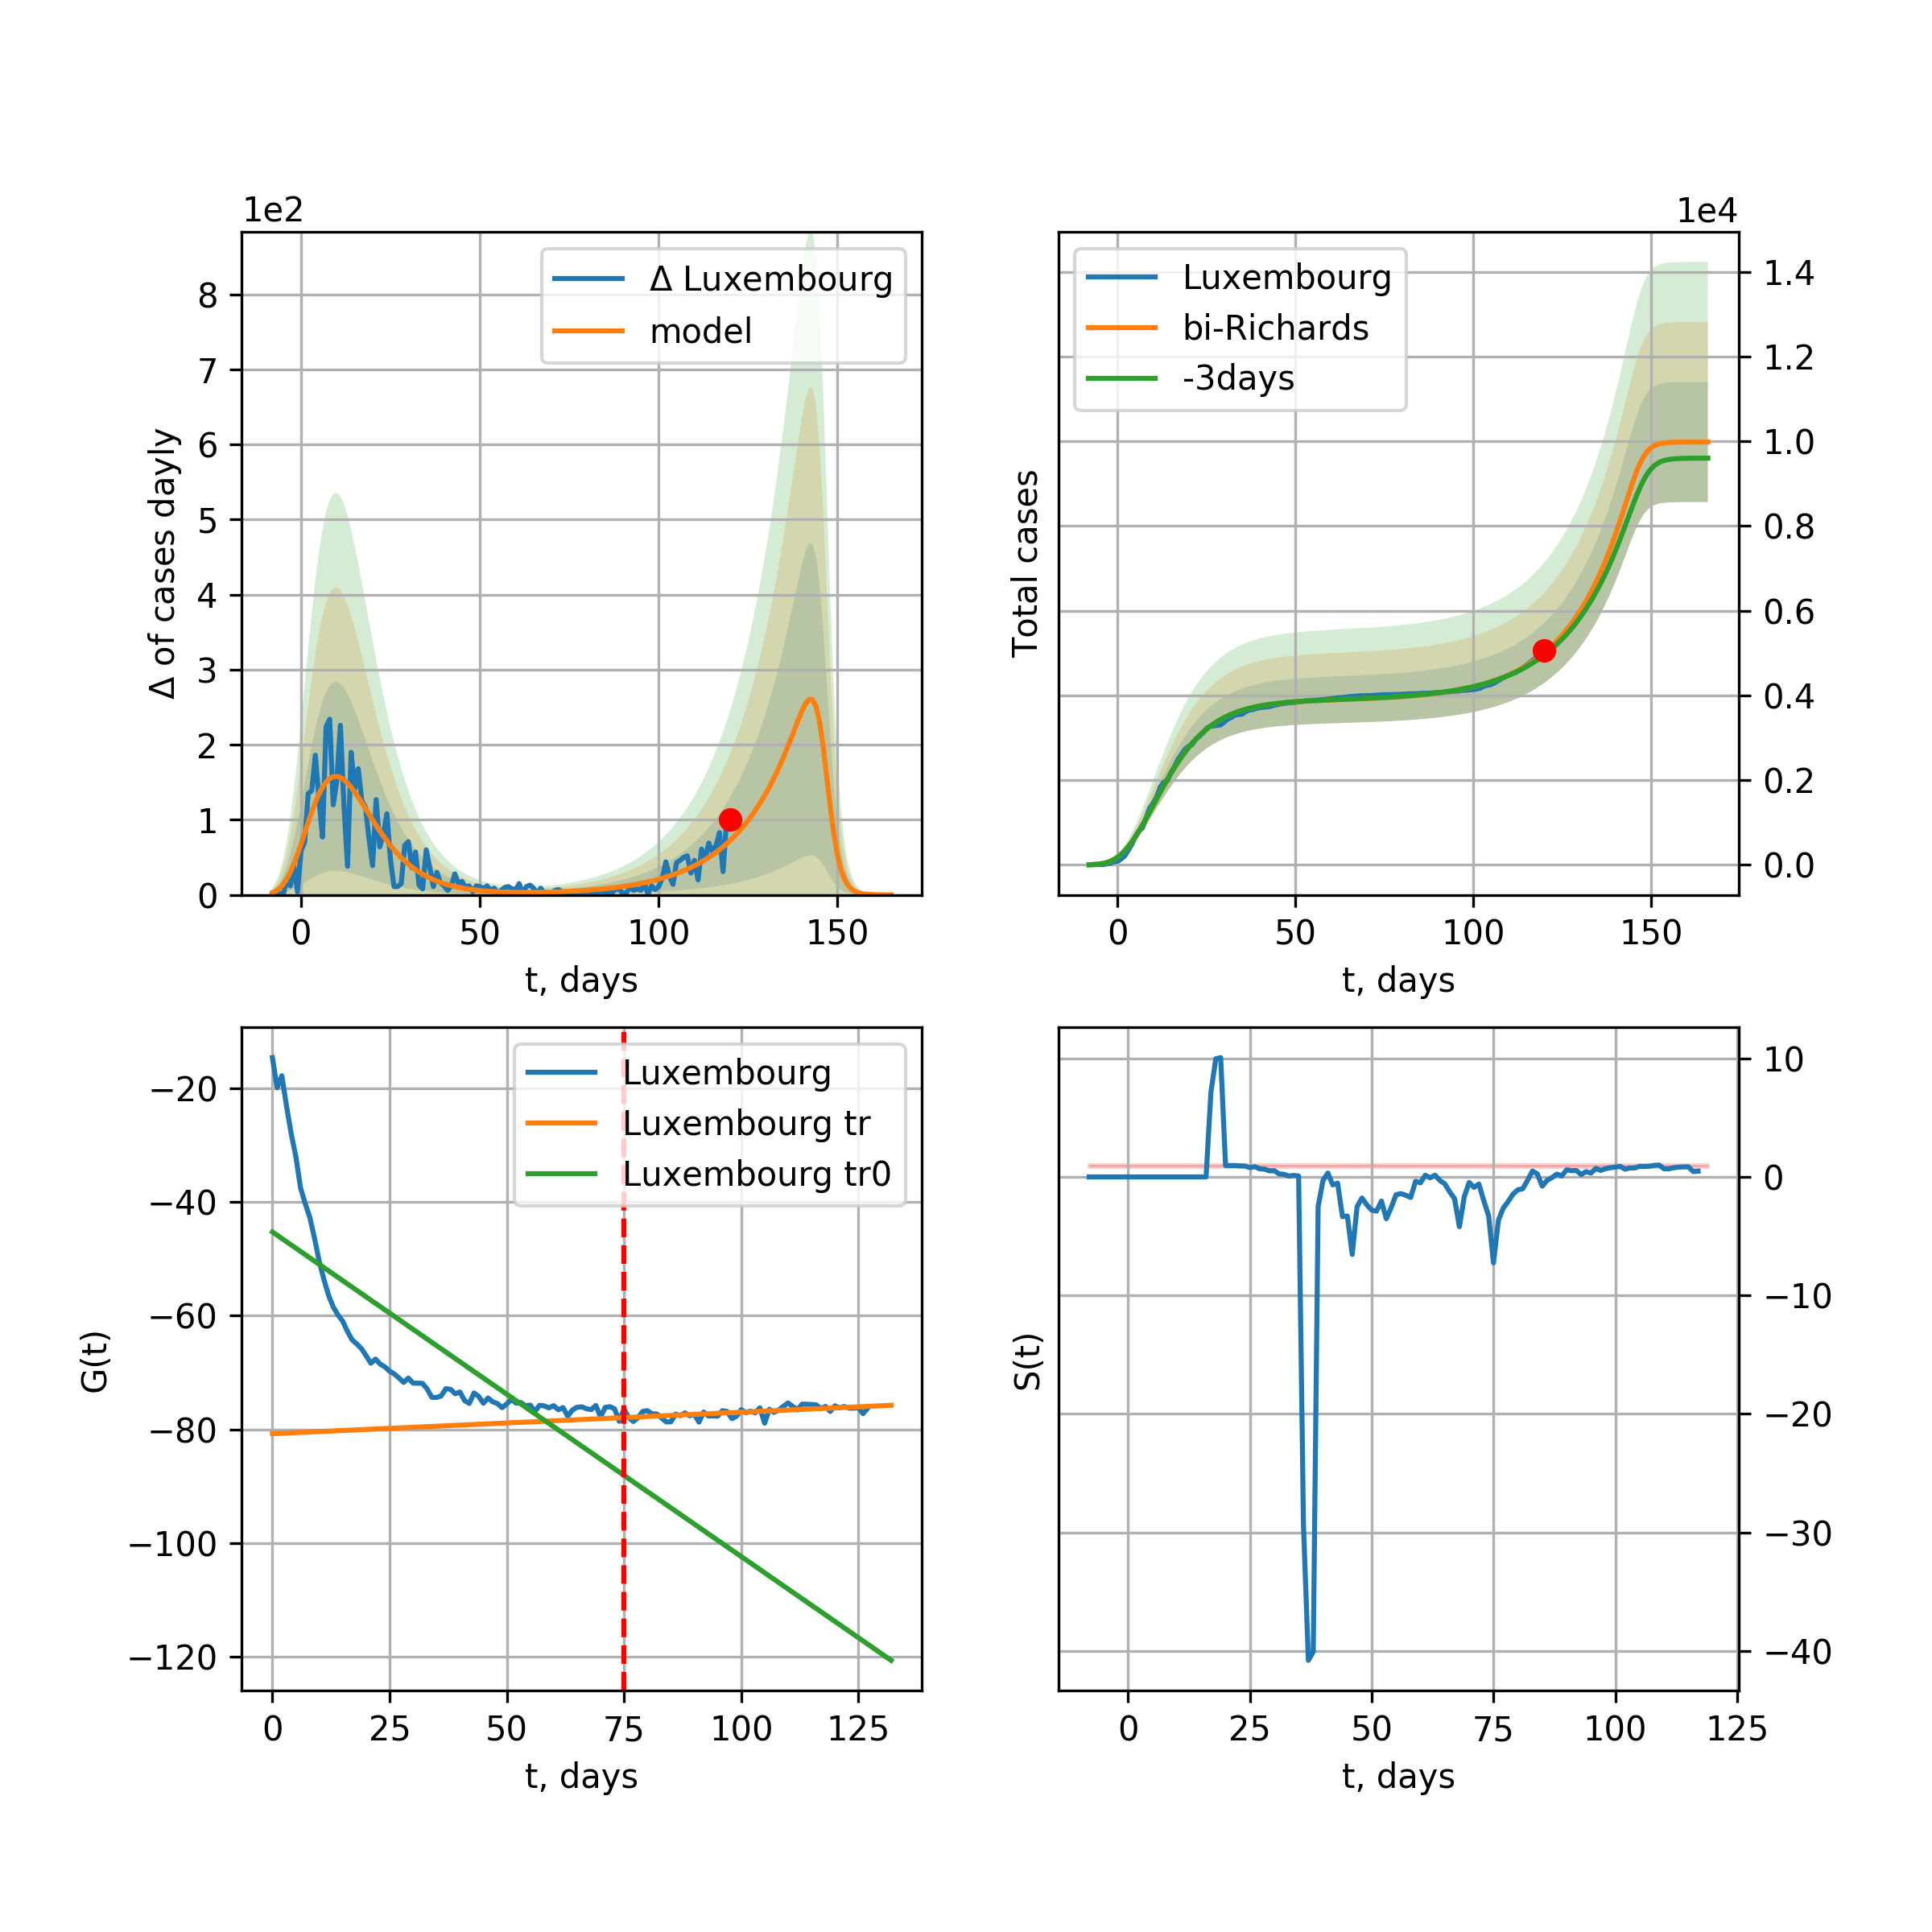 1e2
Δ of cases dayly
8
7
6
5
4
3
2
1
0
Δ Luxembourg
model
0 50 100 150
t, days
1e4
Total cases
Luxembourg
bi-Richards
-3days
1.4
1.2
1.0
0.8
0.6
0.4
0.2
0.0
0 50 100 150
t, days
G(t)
−20
−40
−60
−80
−100
−120
Luxembourg
Luxembourg tr
Luxembourg tr0
0 25 50 75 100 125
t, days
S(t)
10
0
−10
−20
−30
−40
0 25 50 75 100 125
t, days